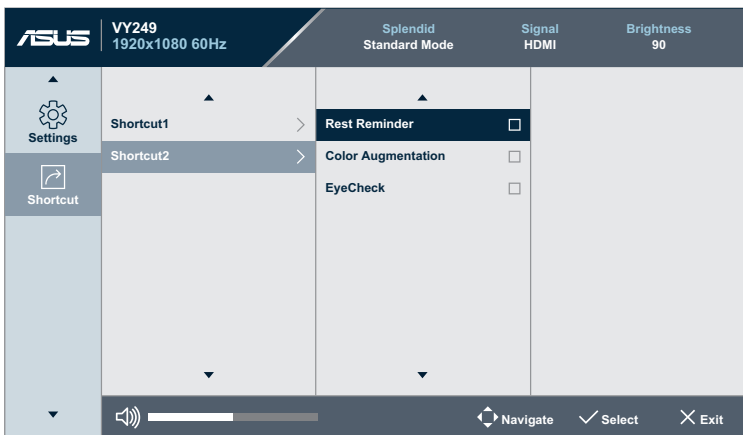 ASUS
VY249
1920x1080 60Hz
Splendid
Standard Mode
Signal
HDMI
Brightness
90
Settings
Shortcut
Shortcut1
Shortcut2
Rest Reminder
Color Augmentation
EyeCheck
Navigate
Select
Exit